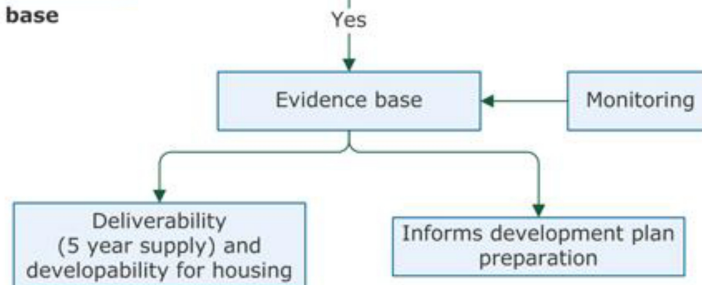 base
Yes
Evidence base
Monitoring
Deliverability
(5 year supply) and
developability for housing
Informs development plan
preparation